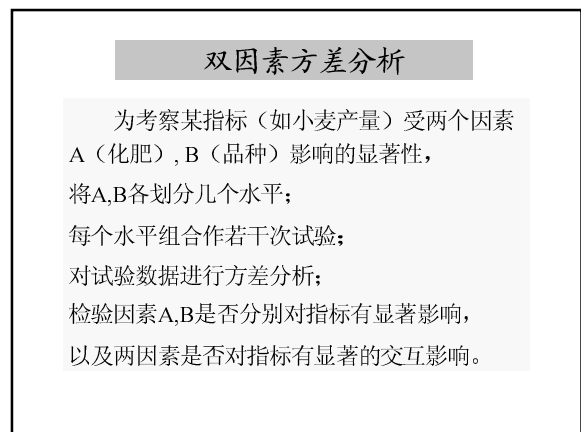 双因素方差分析
为考察某指标（如小麦产量）受两个因素
A（化肥）, B（品种）影响的显著性，
将A,B各划分几个水平；
每个水平组合作若干次试验；
对试验数据进行方差分析；
检验因素A,B是否分别对指标有显著影响，
以及两因素是否对指标有显著的交互影响。